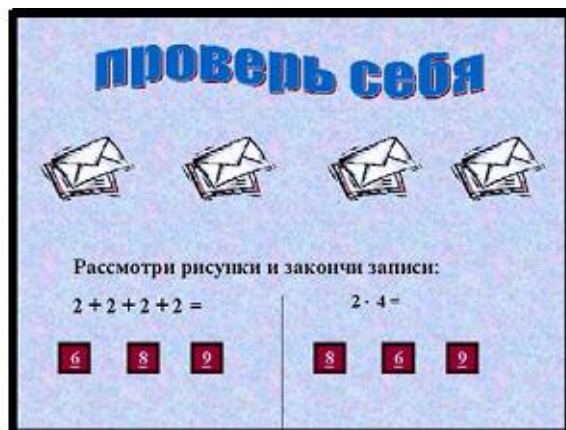 проверь себя
Рассмотри рисунки и закончи записи:
2 + 2 + 2 + 2 =
2 · 4 =
6 8 9
8 6 9